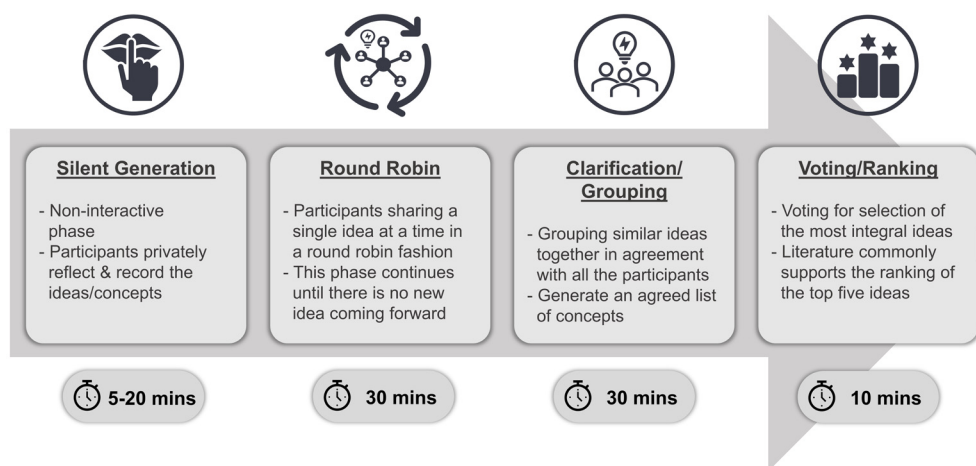 Silent Generation
- Non-interactive
phase
- Participants privately
reflect & record the
ideas/concepts
5-20 mins
Round Robin
- Participants sharing a
single idea at a time in
a round robin fashion
- This phase continues
until there is no new
idea coming forward
30 mins
Clarification/
Grouping
- Grouping similar ideas
together in agreement
with all the participants
- Generate an agreed list
of concepts
30 mins
Voting/Ranking
- Voting for selection of
the most integral ideas
- Literature commonly
supports the ranking of
the top five ideas
10 mins